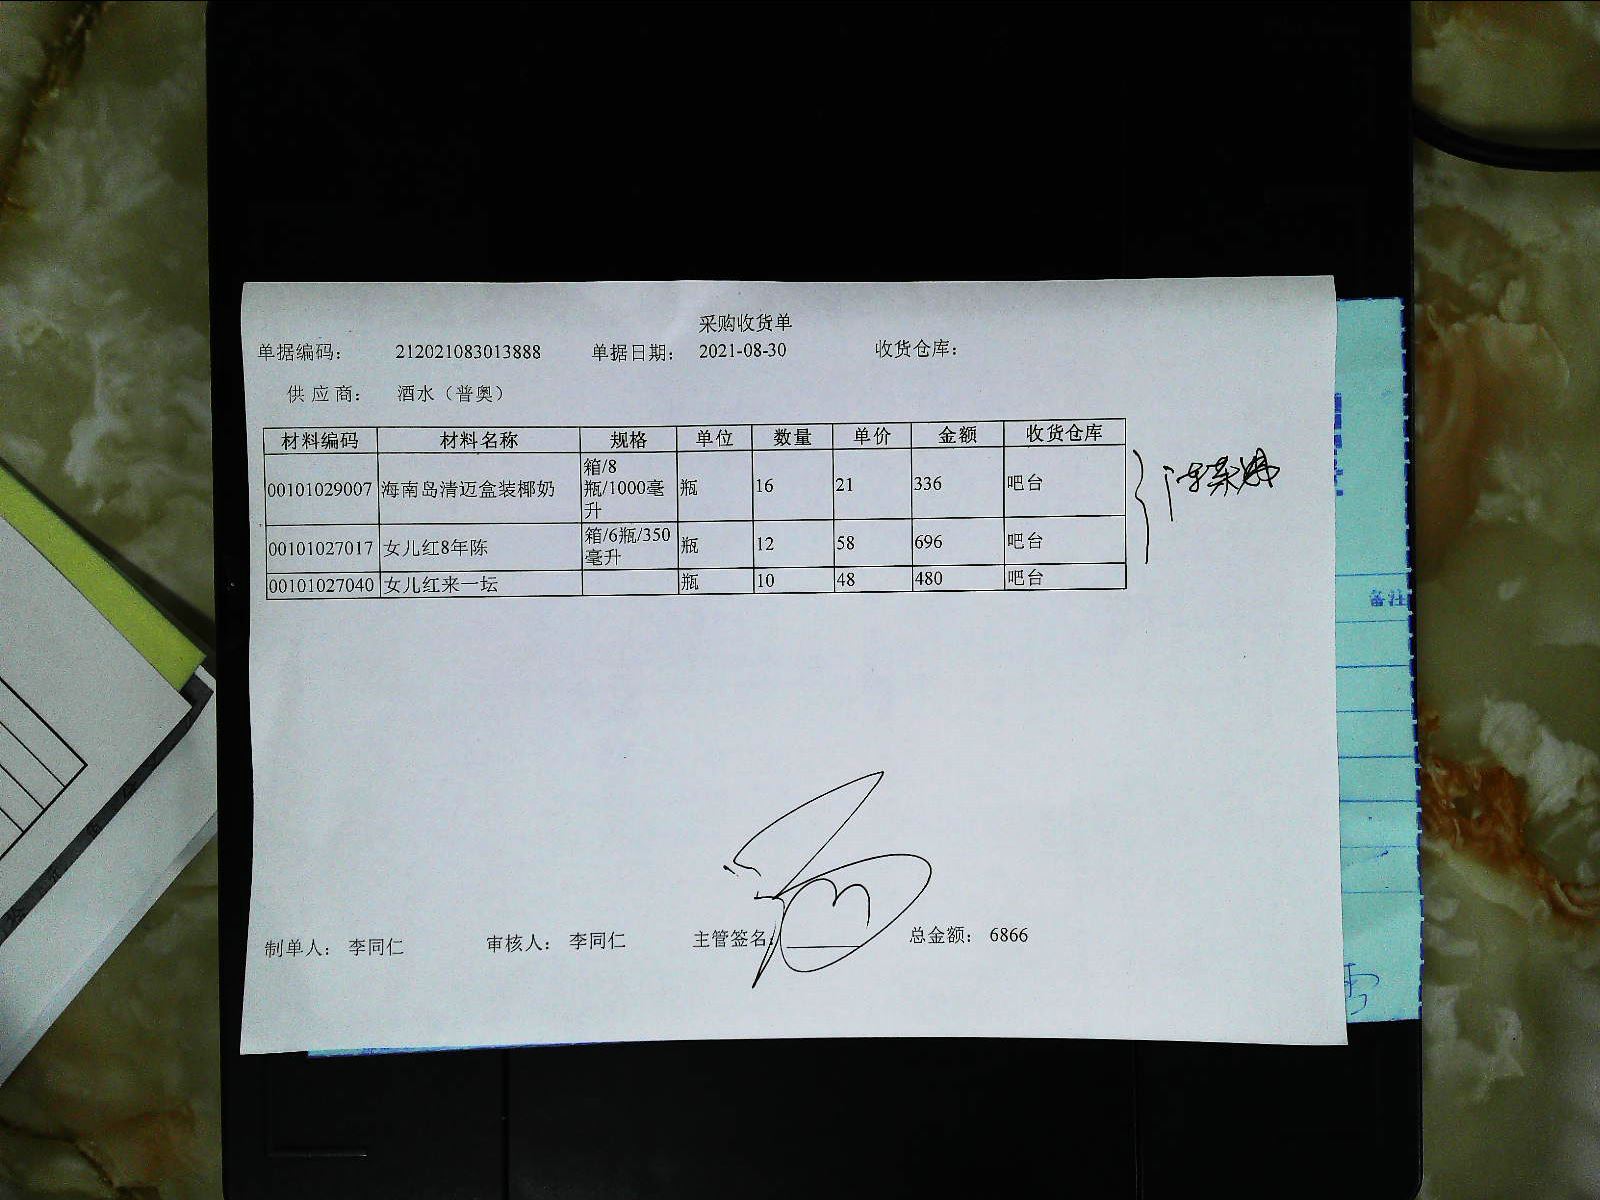 采购收货单
单据编码： 212021083013888 单据日期： 2021-08-30 收货仓库：
供应商： 酒水（普奥）
材料编码 材料名称 规格 单位 数量 单价 金额 收货仓库
00101029007 海南岛清迈盒装椰奶 箱/8瓶/1000毫升 瓶 16 21 336 吧台
00101027017 女儿红8年陈 箱/6瓶/350毫升 瓶 12 58 696 吧台
00101027040 女儿红来一坛 瓶 10 48 480 吧台
备注
制单人： 李同仁 审核人： 李同仁 主管签名： 总金额： 6866